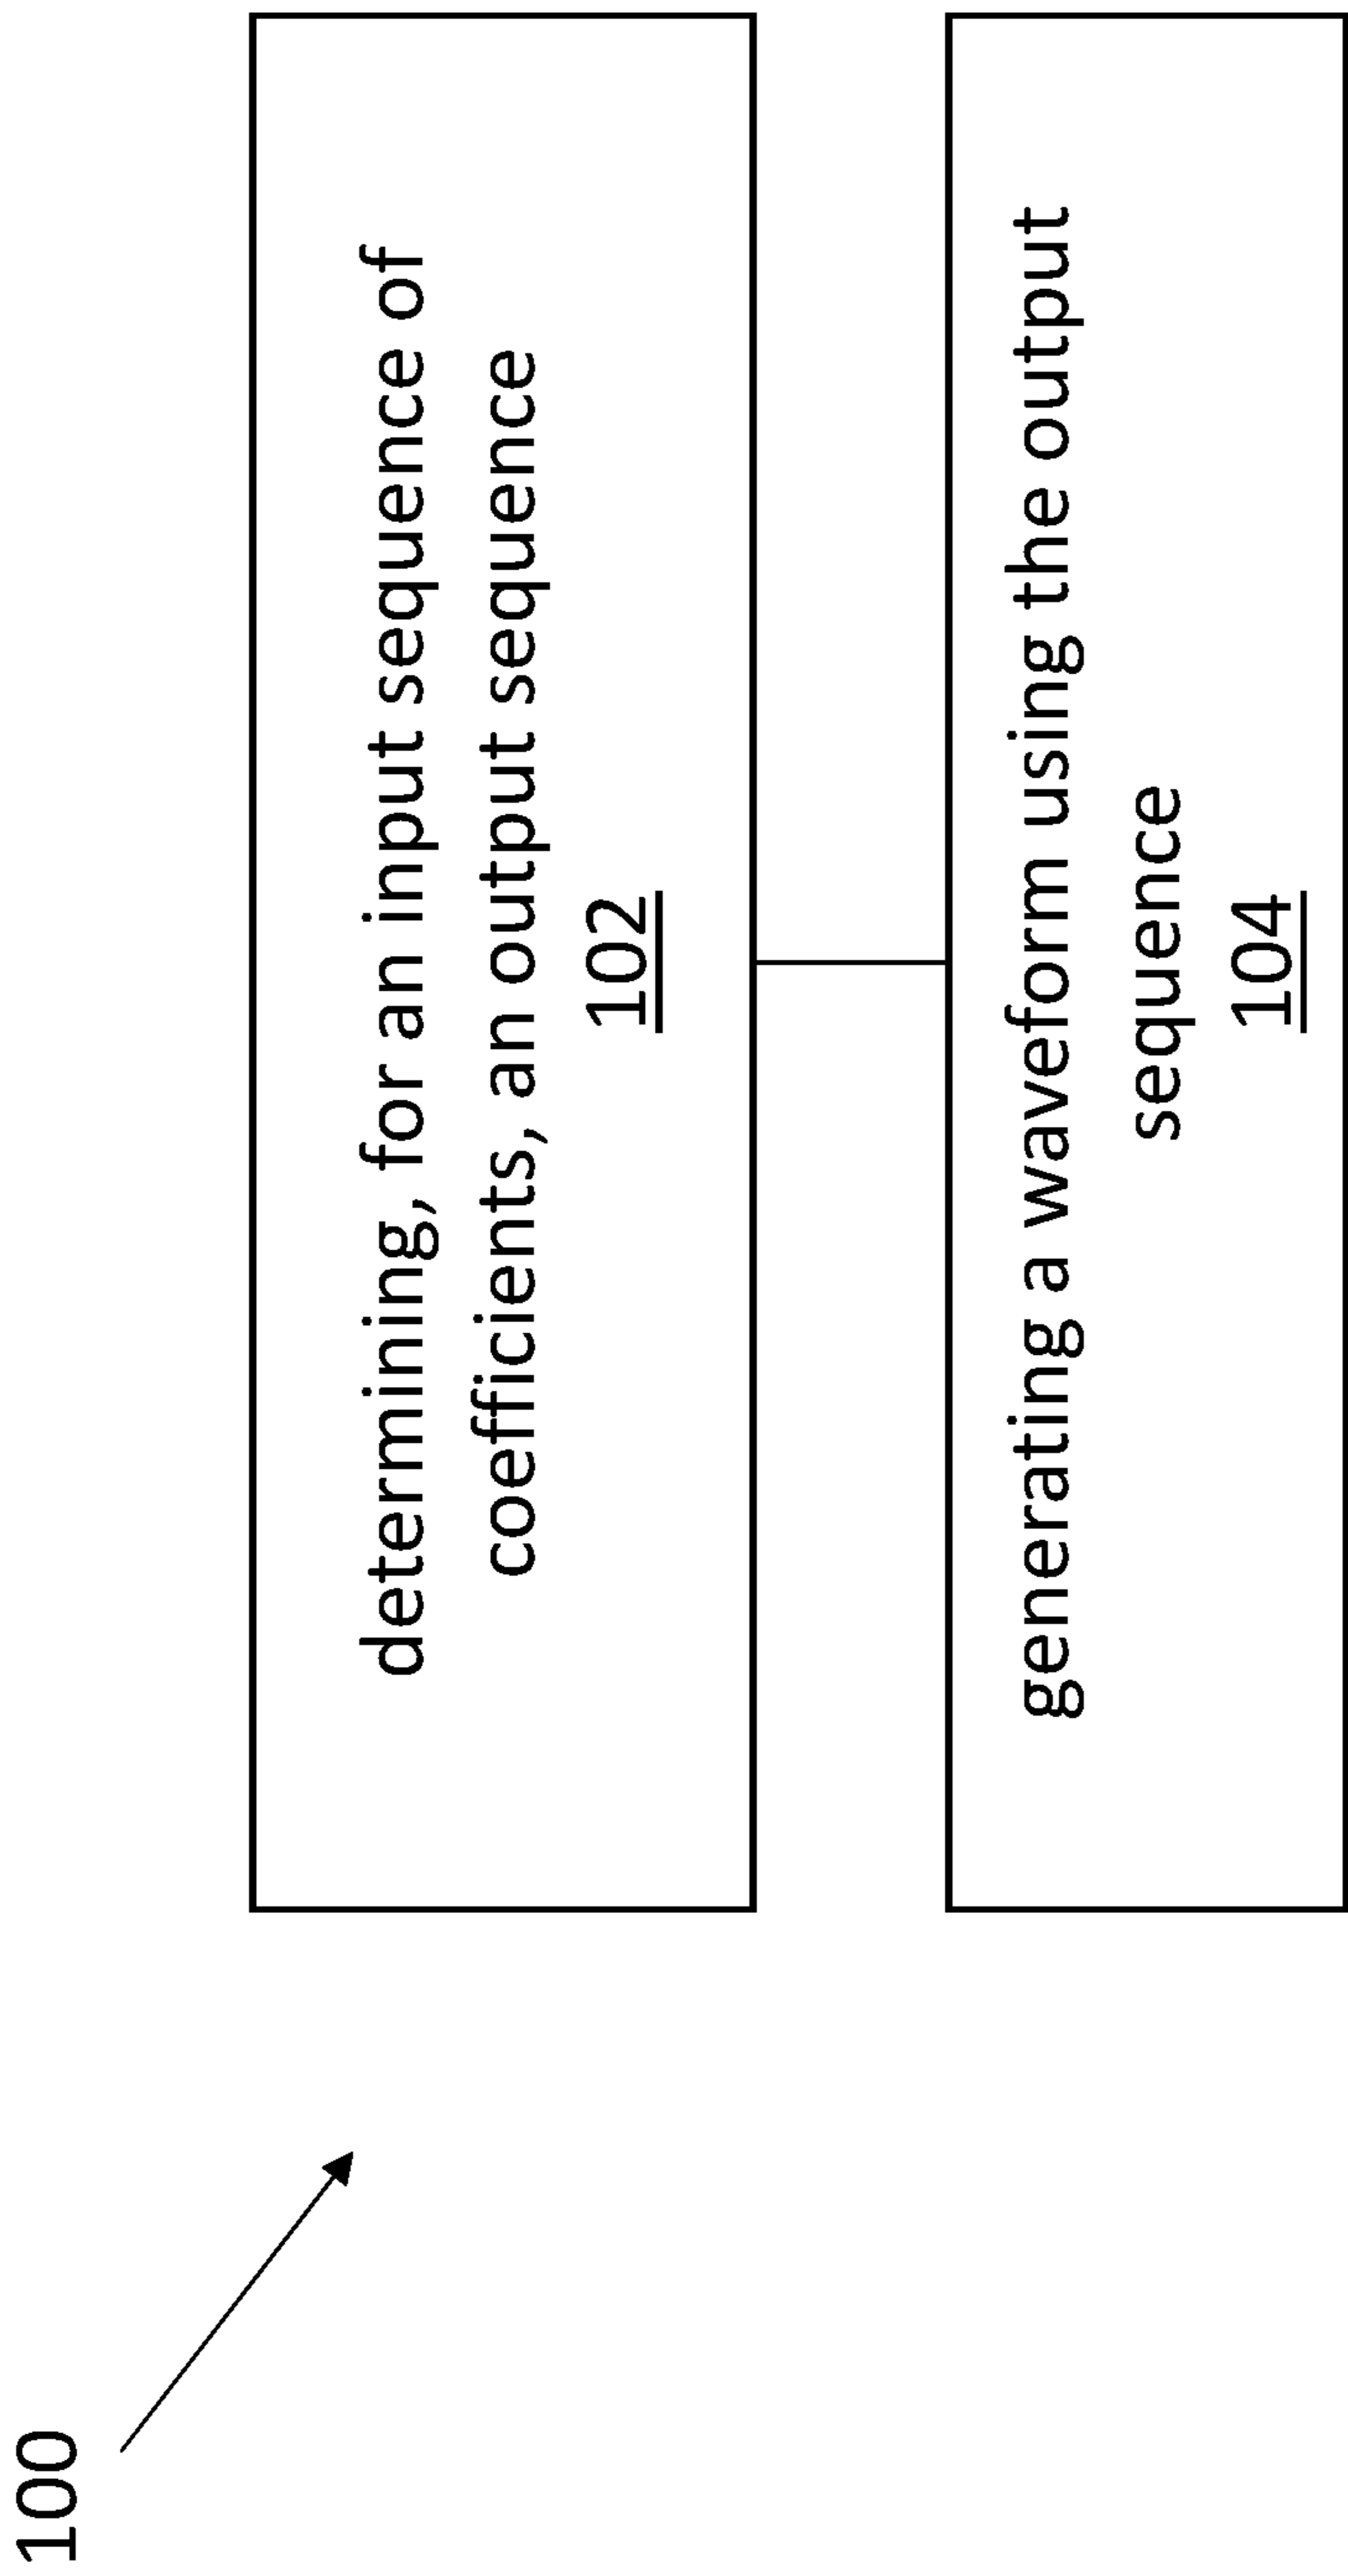 100
determining, for an input sequence of
coefficients, an output sequence
102
generating a waveform using the output
sequence
104